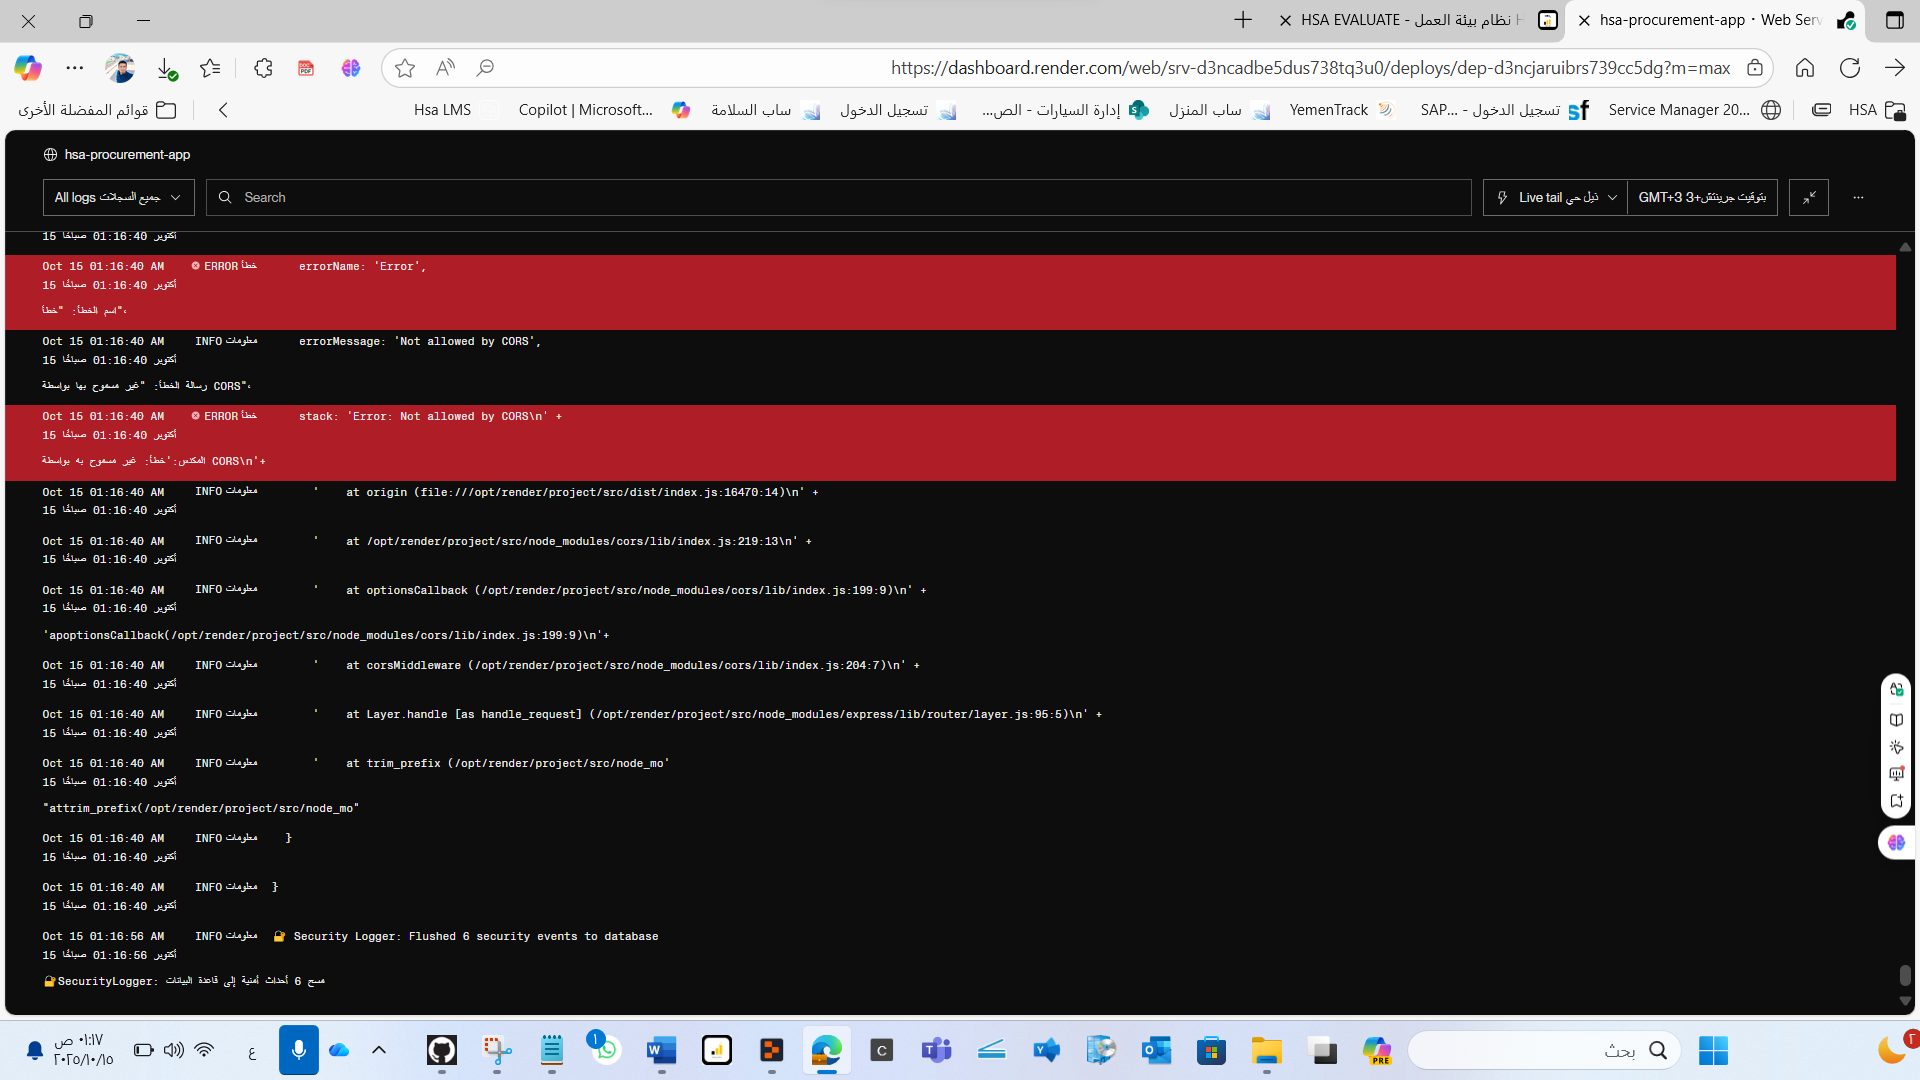 HSA EVALUATE - نظام بيئة العمل H
hsa-procurement-app · Web Serv
https://dashboard.render.com/web/srv-d3ncadbe5dus738tq3u0/deploys/dep-d3ncjaruibrs739cc5dg?m=max
قوائم المفضلة الأخرى
Hsa LMS
Copilot | Microsoft...
ساب السلامة
تسجيل الدخول
إدارة السيارات - الص...
ساب المنزل
YemenTrack
تسجيل الدخول - SAP...
Service Manager 20...
HSA
hsa-procurement-app
All logs جميع السجلات
Search
Live tail ذيل حي
GMT+3 بتوقيت جرينتش+3
15 أكتوبر 01:16:40 صباحًا
Oct 15 01:16:40 AM ERROR خطأ errorName: 'Error',
15 أكتوبر 01:16:40 صباحًا
اسم الخطأ: "خطأ"،
Oct 15 01:16:40 AM INFO معلومات errorMessage: 'Not allowed by CORS',
15 أكتوبر 01:16:40 صباحًا
رسالة الخطأ: "غير مسموح بها بواسطة CORS"،
Oct 15 01:16:40 AM ERROR خطأ stack: 'Error: Not allowed by CORS\n' +
15 أكتوبر 01:16:40 صباحًا
المكدس:'خطأ: غير مسموح به بواسطة CORS\n'+
Oct 15 01:16:40 AM INFO معلومات ' at origin (file:///opt/render/project/src/dist/index.js:16470:14)\n' +
15 أكتوبر 01:16:40 صباحًا
Oct 15 01:16:40 AM INFO معلومات ' at /opt/render/project/src/node_modules/cors/lib/index.js:219:13\n' +
15 أكتوبر 01:16:40 صباحًا
Oct 15 01:16:40 AM INFO معلومات ' at optionsCallback (/opt/render/project/src/node_modules/cors/lib/index.js:199:9)\n' +
15 أكتوبر 01:16:40 صباحًا
'apoptionsCallback(/opt/render/project/src/node_modules/cors/lib/index.js:199:9)\n'+
Oct 15 01:16:40 AM INFO معلومات ' at corsMiddleware (/opt/render/project/src/node_modules/cors/lib/index.js:204:7)\n' +
15 أكتوبر 01:16:40 صباحًا
Oct 15 01:16:40 AM INFO معلومات ' at Layer.handle [as handle_request] (/opt/render/project/src/node_modules/express/lib/router/layer.js:95:5)\n' +
15 أكتوبر 01:16:40 صباحًا
Oct 15 01:16:40 AM INFO معلومات ' at trim_prefix (/opt/render/project/src/node_mo'
15 أكتوبر 01:16:40 صباحًا
"attrim_prefix(/opt/render/project/src/node_mo"
Oct 15 01:16:40 AM INFO معلومات }
15 أكتوبر 01:16:40 صباحًا
Oct 15 01:16:40 AM INFO معلومات }
15 أكتوبر 01:16:40 صباحًا
Oct 15 01:16:56 AM INFO معلومات 🔐 Security Logger: Flushed 6 security events to database
15 أكتوبر 01:16:56 صباحًا
🔐SecurityLogger: مسح 6 أحداث أمنية إلى قاعدة البيانات
٠١:١٧ ص
٢٠٢٥/١٠/١٥
ع
١
PRE
بحث
٢